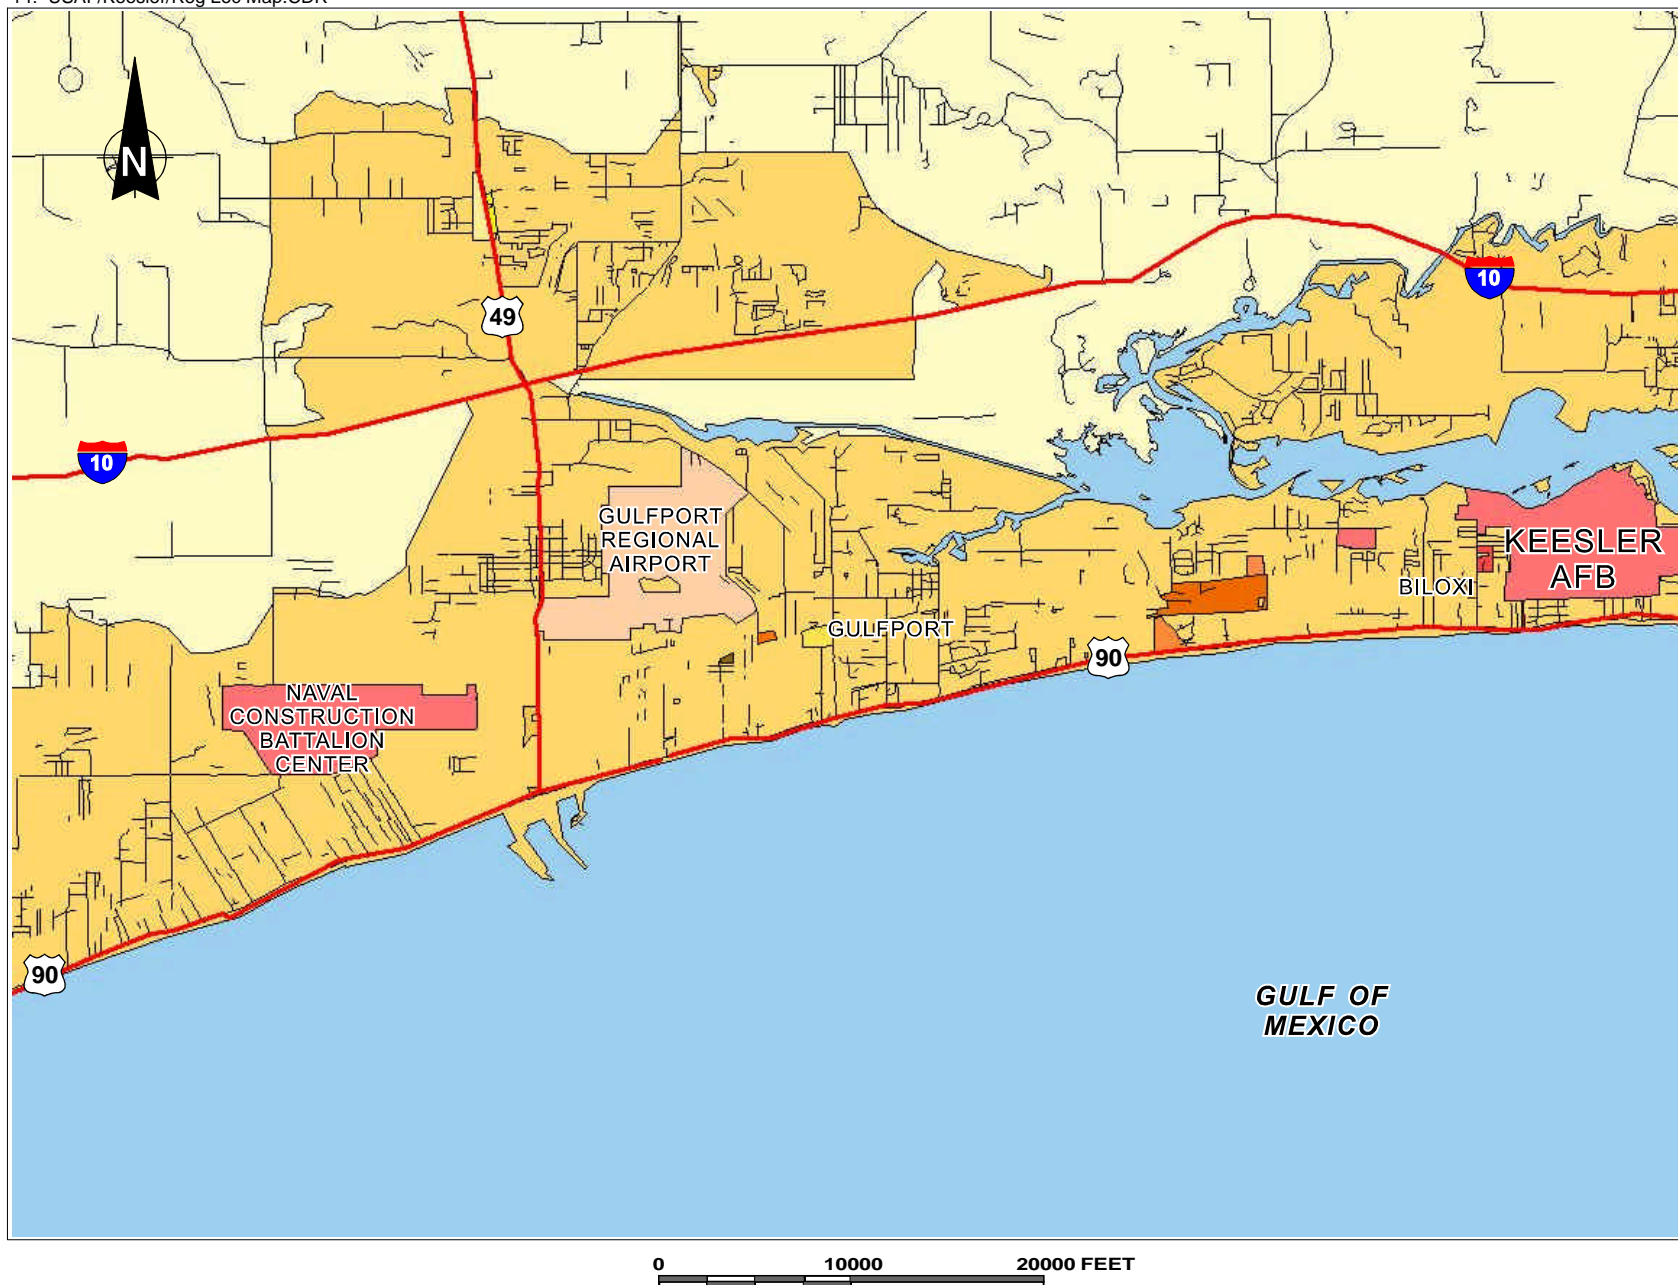 N
49
10
10
GULFPORT
REGIONAL
AIRPORT
KEESLER
AFB
BILOXI
GULFPORT
90
NAVAL
CONSTRUCTION
BATTALION
CENTER
90
GULF OF
MEXICO
0 10000 20000 FEET